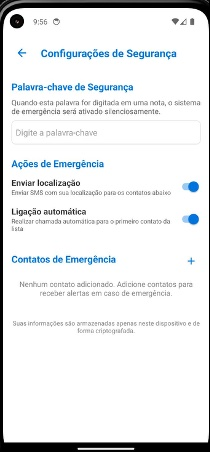 9:56
Configurações de Segurança
Palavra-chave de Segurança
Quando esta palavra for digitada em uma nota, o sistema
de emergência será ativado silenciosamente.
Digite a palavra-chave
Ações de Emergência
Enviar localização
Enviar SMS com sua localização para os contatos abaixo
Ligação automática
Realizar chamada automática para o primeiro contato da
lista
Contatos de Emergência
Nenhum contato adicionado. Adicione contatos para
receber alertas em caso de emergência.
Suas informações são armazenadas apenas neste dispositivo e de
forma criptografada.